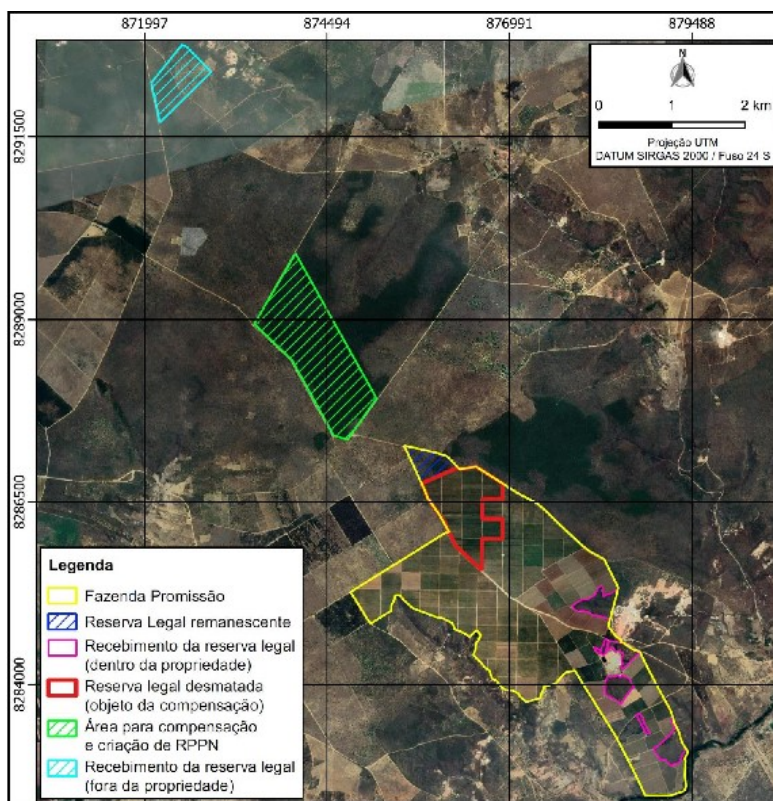 871997 874494 876991 879488
N
0 1 2 km
Projeção UTM
DATUM SIRGAS 2000 / Fuso 24 S
8291500
8289000
8286500
8284000
Legenda
Fazenda Promissão
Reserva Legal remanescente
Recebimento da reserva legal
(dentro da propriedade)
Reserva legal desmatada
(objeto da compensação)
Área para compensação
e criação de RPPN
Recebimento da reserva legal
(fora da propriedade)